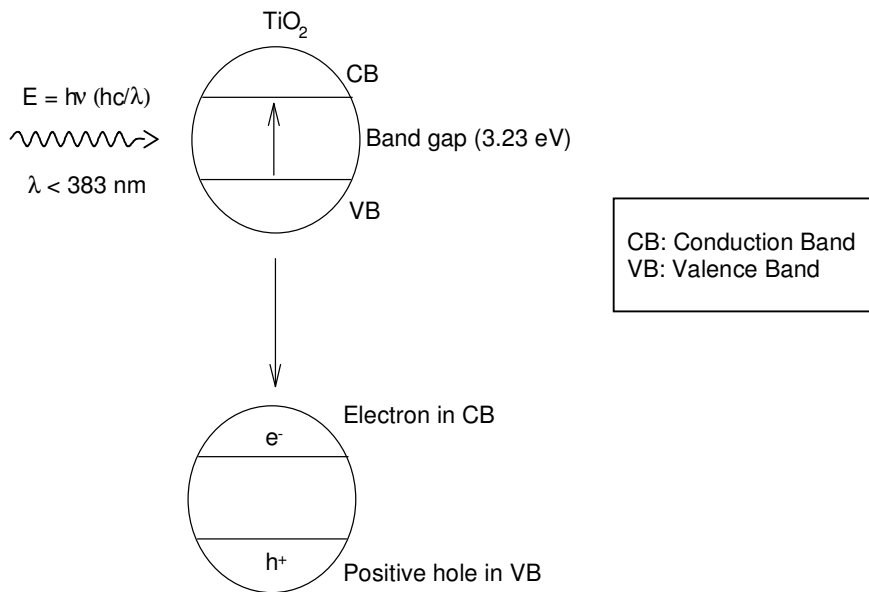 TiO₂
CB
E = hν (hc/λ)
Band gap (3.23 eV)
λ < 383 nm
VB
CB: Conduction Band
VB: Valence Band
Electron in CB
e⁻
h⁺
Positive hole in VB